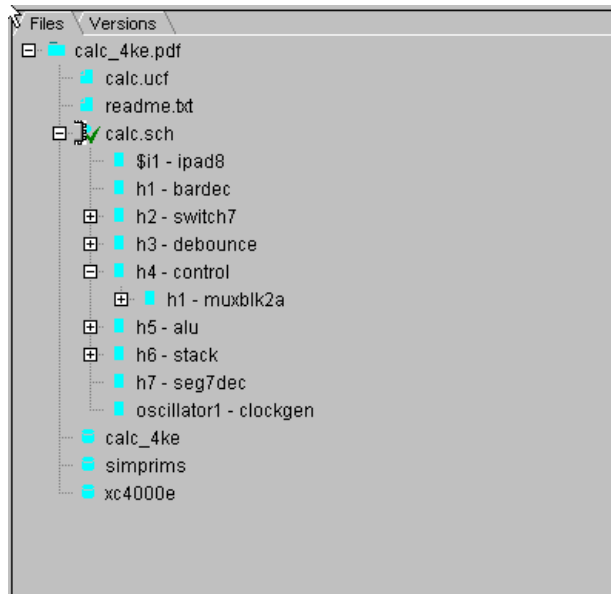 Files Versions
calc_4ke.pdf
calc.ucf
readme.txt
calc.sch
$i1 - ipad8
h1 - bardec
h2 - switch7
h3 - debounce
h4 - control
h1 - muxblk2a
h5 - alu
h6 - stack
h7 - seg7dec
oscillator1 - clockgen
calc_4ke
simprims
xc4000e